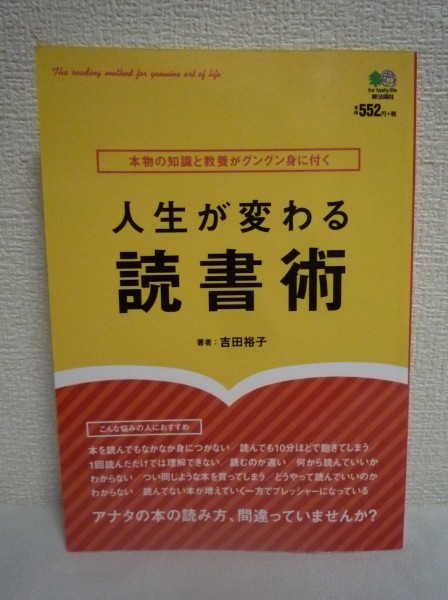 The reading method for genuine art of life
for tasty life
枻出版社
本体552円+税
本物の知識と教養がグングン身に付く
人生が変わる
読書術
著者：吉田裕子
こんな悩みの人におすすめ
本を読んでもなかなか身につかない／読んでも10分ほどで飽きてしまう
1回読んだだけでは理解できない／読むのが遅い／何から読んでいいか
わからない／つい同じような本を買ってしまう／どうやって読んでいいのか
わからない／読んでない本が増えていく一方でプレッシャーになっている
アナタの本の読み方、間違っていませんか?